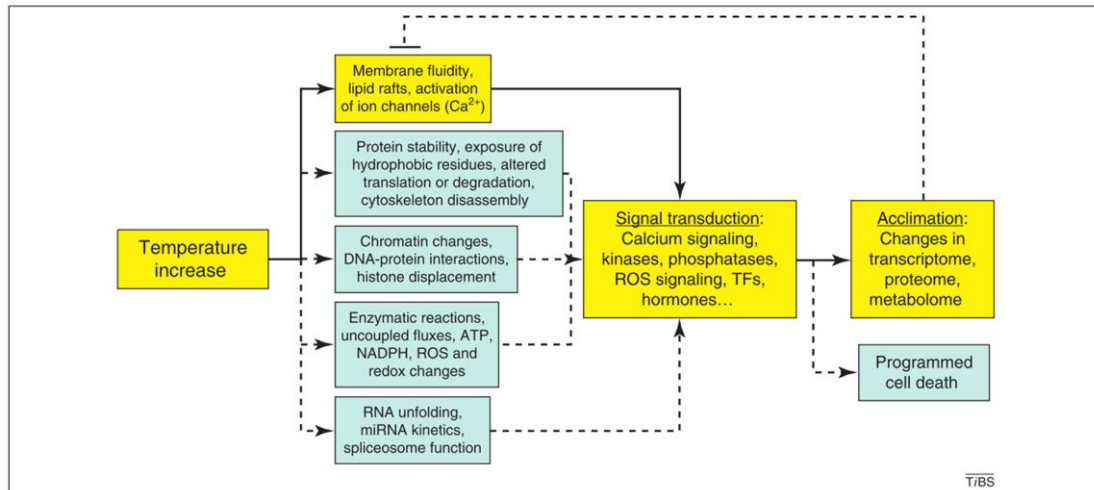 Membrane fluidity,
lipid rafts, activation
of ion channels (Ca²⁺)
Protein stability, exposure of
hydrophobic residues, altered
translation or degradation,
cytoskeleton disassembly
Temperature
increase
Chromatin changes,
DNA-protein interactions,
histone displacement
Enzymatic reactions,
uncoupled fluxes, ATP,
NADPH, ROS and
redox changes
RNA unfolding,
miRNA kinetics,
spliceosome function
Signal transduction:
Calcium signaling,
kinases, phosphatases,
ROS signaling, TFs,
hormones…
Acclimation:
Changes in
transcriptome,
proteome,
metabolome
Programmed
cell death
TiBS